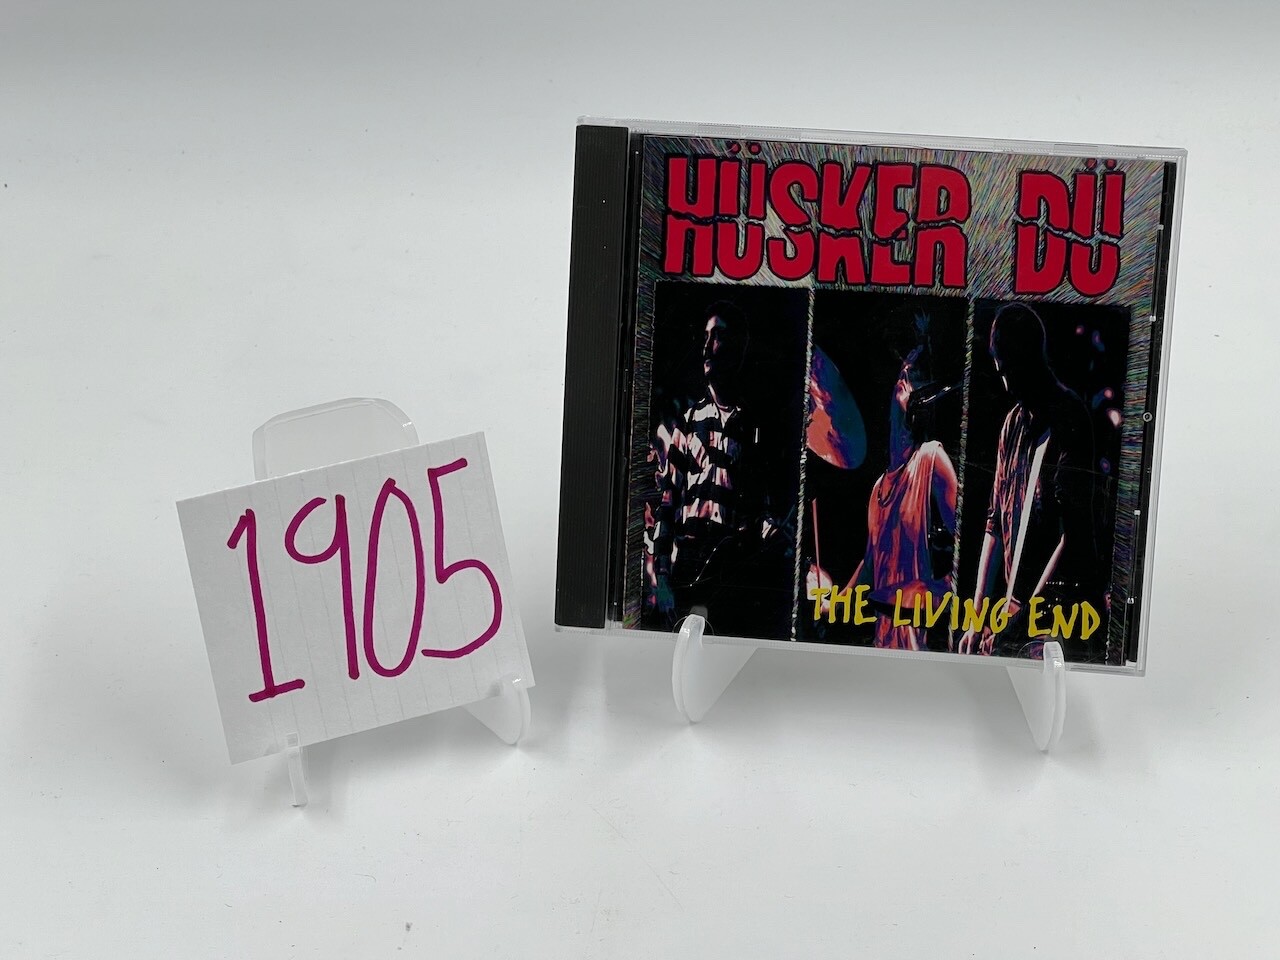 1905
HÜSKER DÜ
THE LIVING END